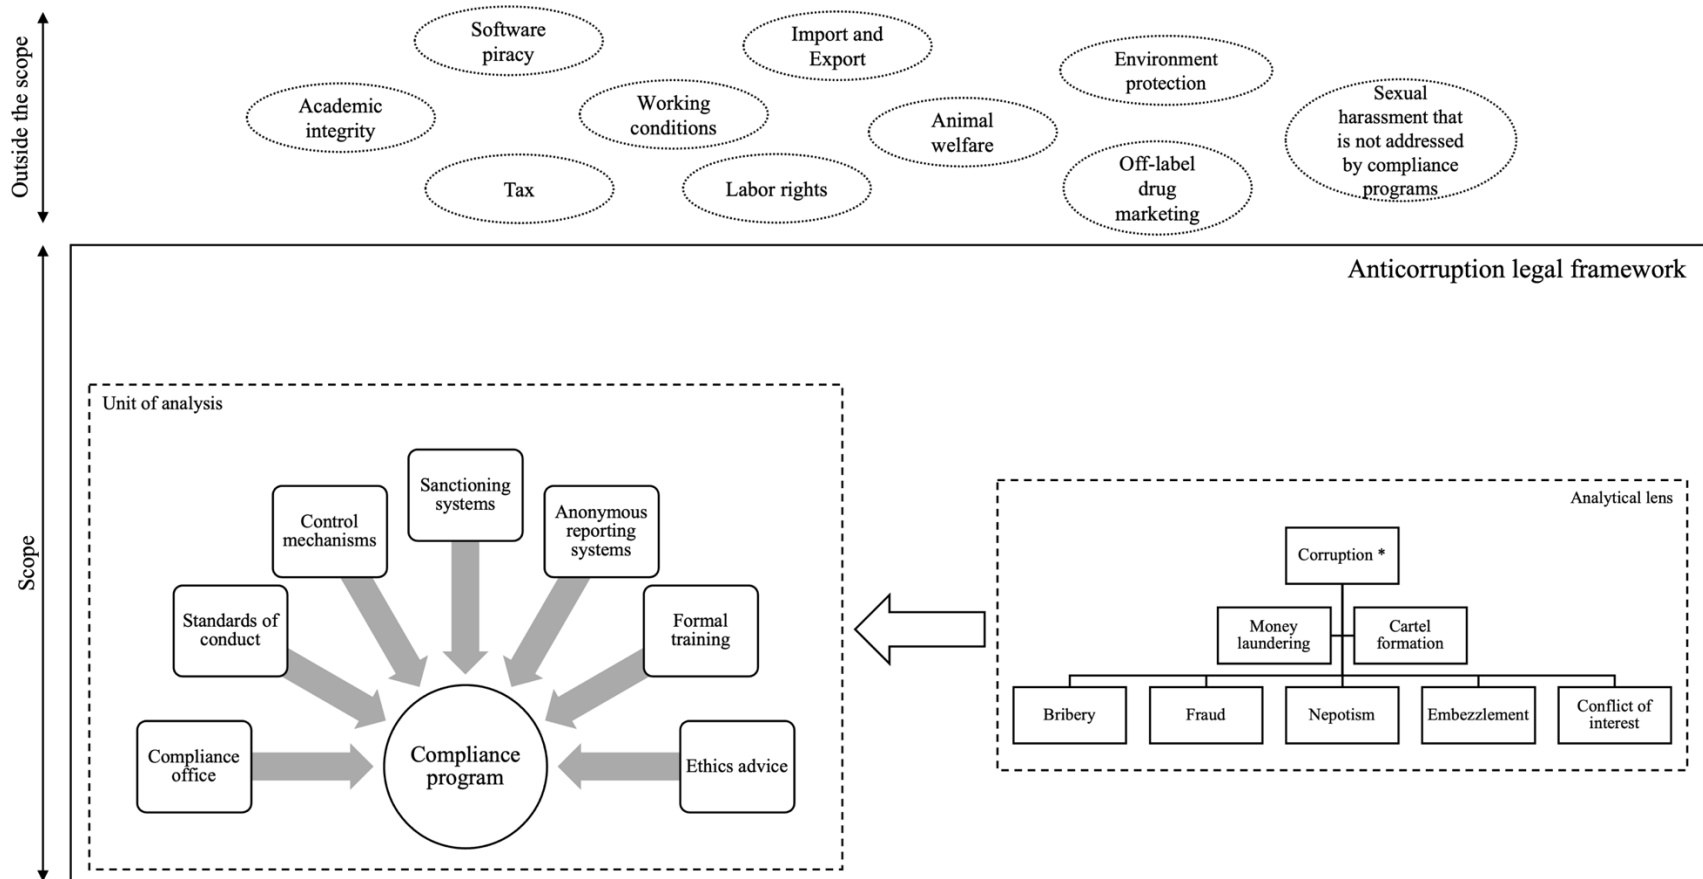 Outside the scope
Software
piracy
Import and
Export
Environment
protection
Academic
integrity
Working
conditions
Animal
welfare
Sexual
harassment that
is not addressed
by compliance
programs
Tax
Labor rights
Off-label
drug
marketing
Scope
Anticorruption legal framework
Unit of analysis
Compliance
office
Standards of
conduct
Control
mechanisms
Sanctioning
systems
Anonymous
reporting
systems
Formal
training
Ethics advice
Compliance
program
Analytical lens
Corruption *
Money
laundering
Cartel
formation
Bribery
Fraud
Nepotism
Embezzlement
Conflict of
interest